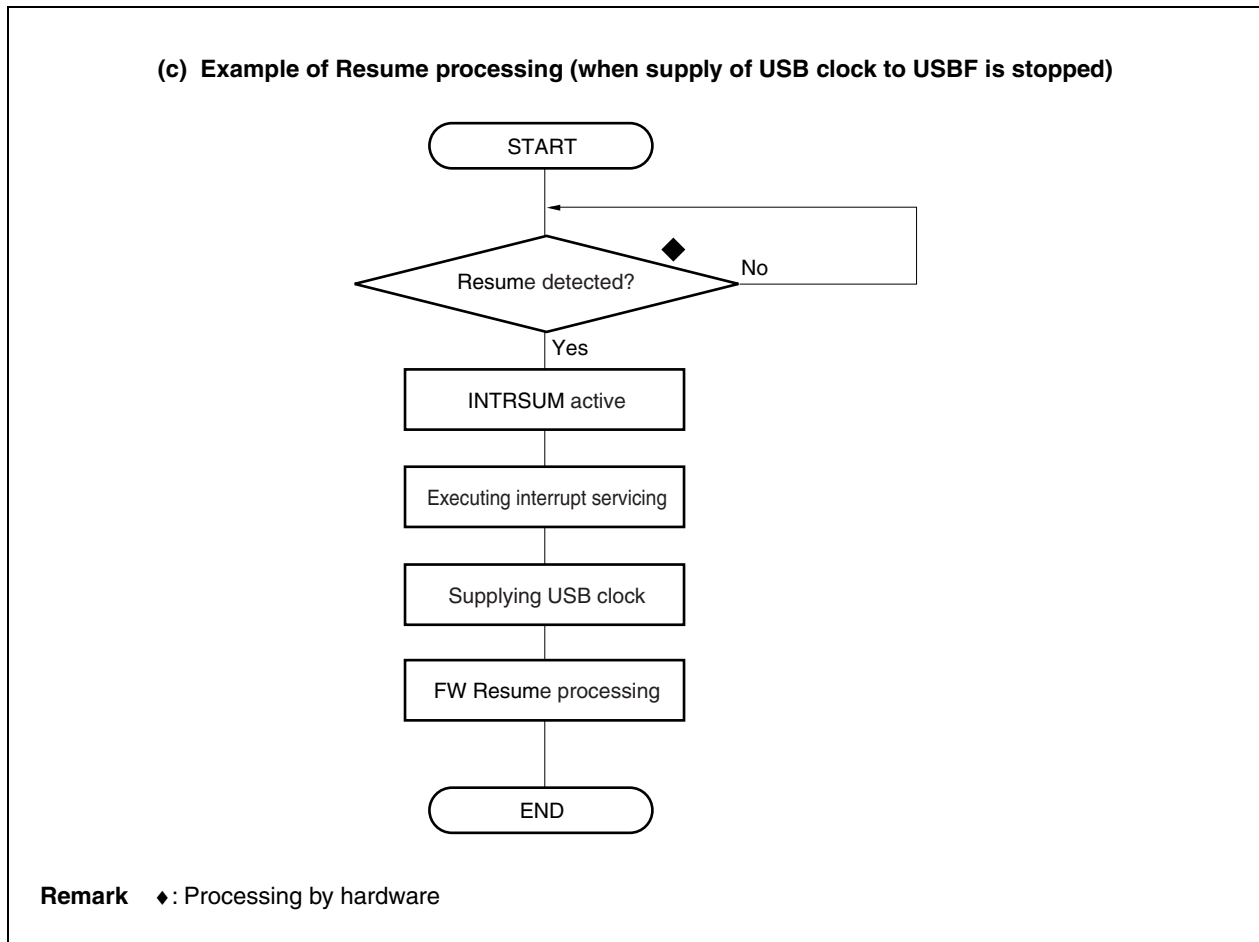 (c) Example of Resume processing (when supply of USB clock to USBF is stopped)
START
Resume detected?
No
Yes
INTRSUM active
Executing interrupt servicing
Supplying USB clock
FW Resume processing
END
Remark ♦: Processing by hardware